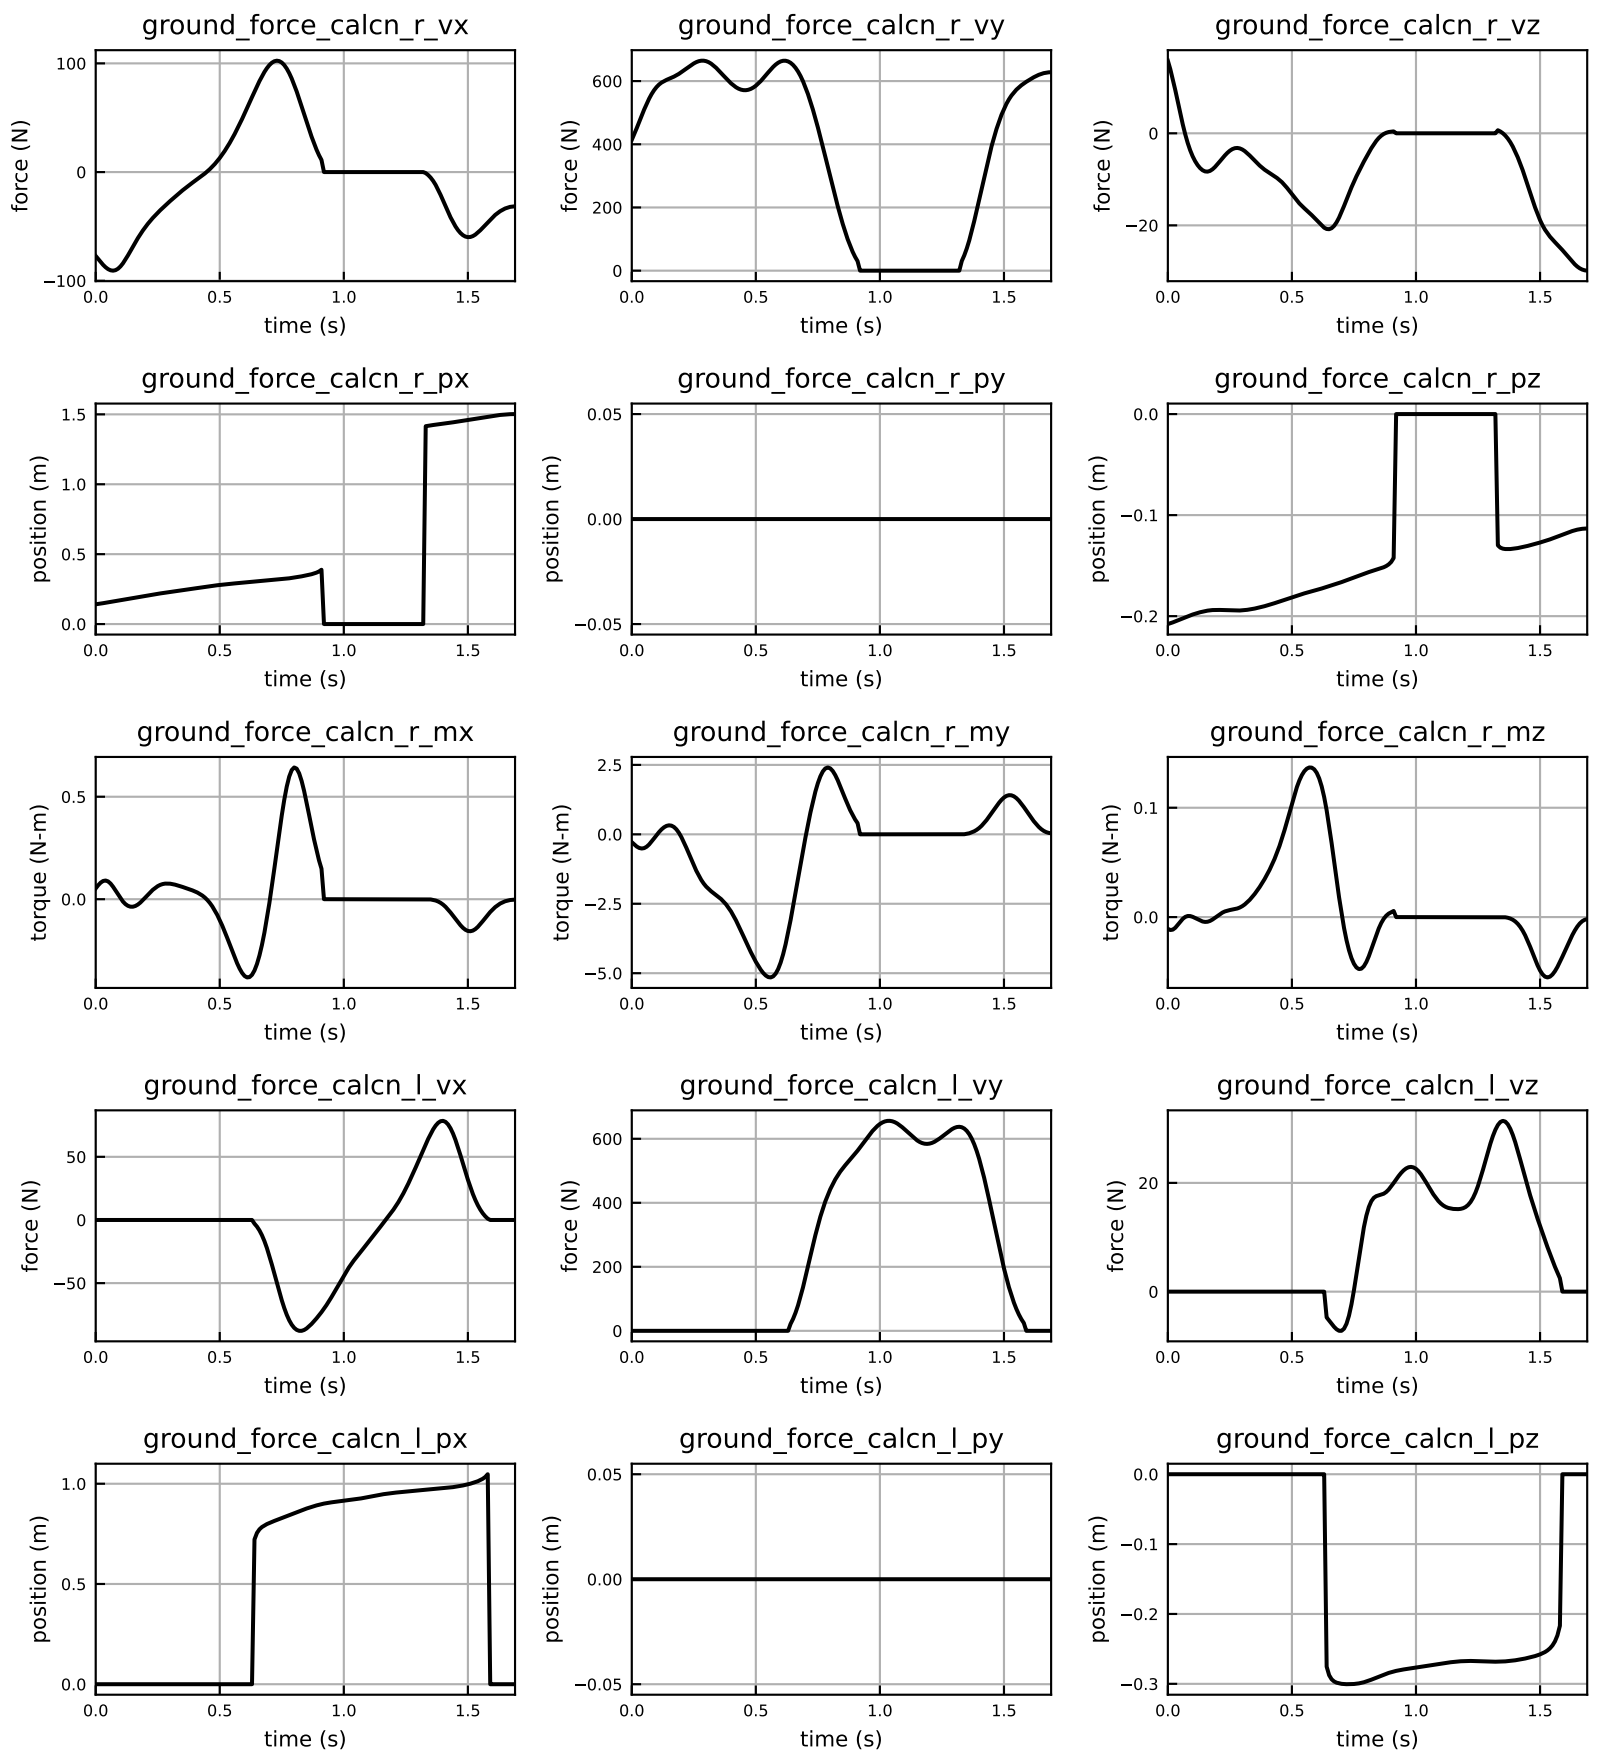 ground_force_calcn_r_vx
100
0
−100
force (N)
0.0 0.5 1.0 1.5
time (s)
ground_force_calcn_r_vy
600
400
200
0
force (N)
0.0 0.5 1.0 1.5
time (s)
ground_force_calcn_r_vz
0
−20
force (N)
0.0 0.5 1.0 1.5
time (s)
ground_force_calcn_r_px
1.5
1.0
0.5
0.0
position (m)
0.0 0.5 1.0 1.5
time (s)
ground_force_calcn_r_py
0.05
0.00
−0.05
position (m)
0.0 0.5 1.0 1.5
time (s)
ground_force_calcn_r_pz
0.0
−0.1
−0.2
position (m)
0.0 0.5 1.0 1.5
time (s)
ground_force_calcn_r_mx
0.5
0.0
torque (N-m)
0.0 0.5 1.0 1.5
time (s)
ground_force_calcn_r_my
2.5
0.0
−2.5
−5.0
torque (N-m)
0.0 0.5 1.0 1.5
time (s)
ground_force_calcn_r_mz
0.1
0.0
torque (N-m)
0.0 0.5 1.0 1.5
time (s)
ground_force_calcn_l_vx
50
0
−50
force (N)
0.0 0.5 1.0 1.5
time (s)
ground_force_calcn_l_vy
600
400
200
0
force (N)
0.0 0.5 1.0 1.5
time (s)
ground_force_calcn_l_vz
20
0
force (N)
0.0 0.5 1.0 1.5
time (s)
ground_force_calcn_l_px
1.0
0.5
0.0
position (m)
0.0 0.5 1.0 1.5
time (s)
ground_force_calcn_l_py
0.05
0.00
−0.05
position (m)
0.0 0.5 1.0 1.5
time (s)
ground_force_calcn_l_pz
0.0
−0.1
−0.2
−0.3
position (m)
0.0 0.5 1.0 1.5
time (s)